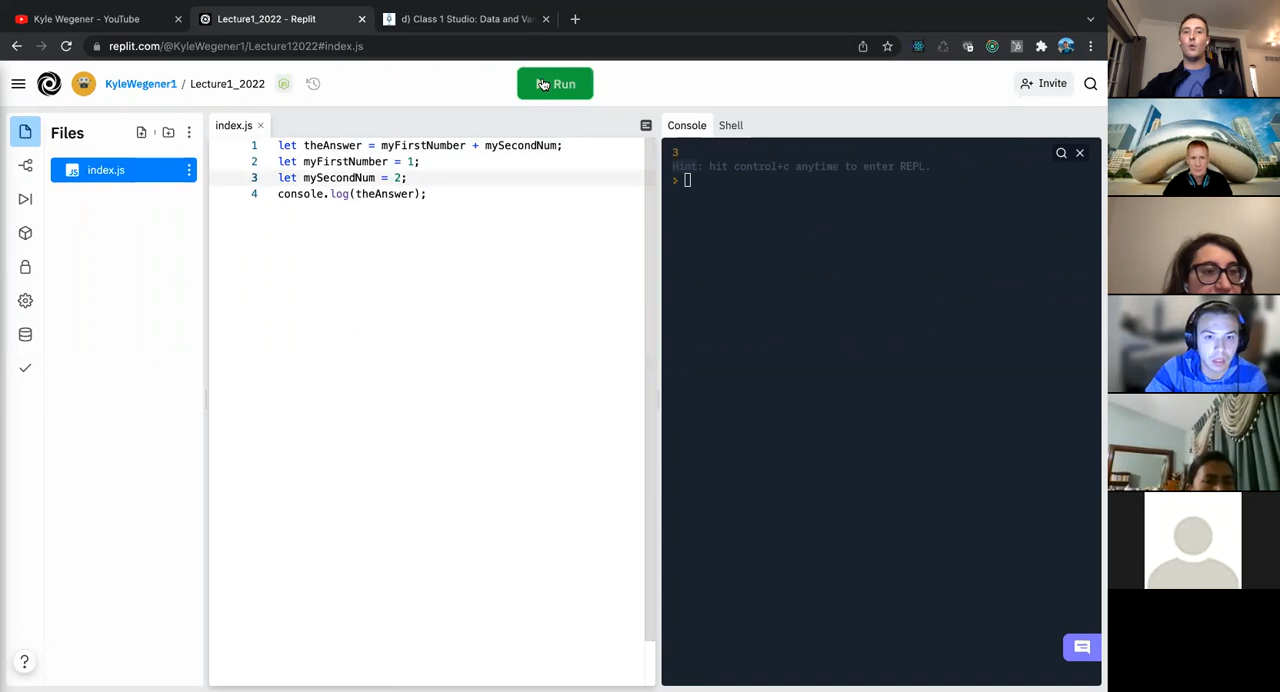 Kyle Wegener - YouTube
Lecture1_2022 - Replit
d) Class 1 Studio: Data and Var
replit.com/@KyleWegener1/Lecture12022#index.js
KyleWegener1 / Lecture1_2022
Run
Invite
Files
index.js
index.js
1 let theAnswer = myFirstNumber + mySecondNum;
2 let myFirstNumber = 1;
3 let mySecondNum = 2;
4 console.log(theAnswer);
Console
Shell
3
Hint: hit control+c anytime to enter REPL.
>